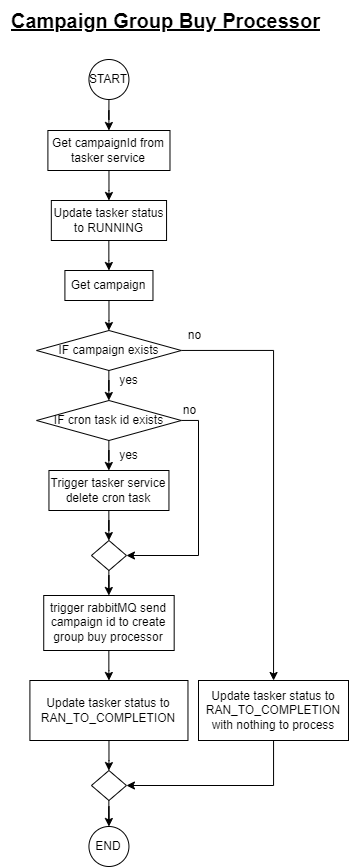 Campaign Group Buy Processor
START
Get campaignId from
tasker service
Update tasker status
to RUNNING
Get campaign
IF campaign exists
no
yes
IF cron task id exists
no
yes
Trigger tasker service
delete cron task
trigger rabbitMQ send
campaign id to create
group buy processor
Update tasker status to
RAN_TO_COMPLETION
Update tasker status to
RAN_TO_COMPLETION
with nothing to process
END